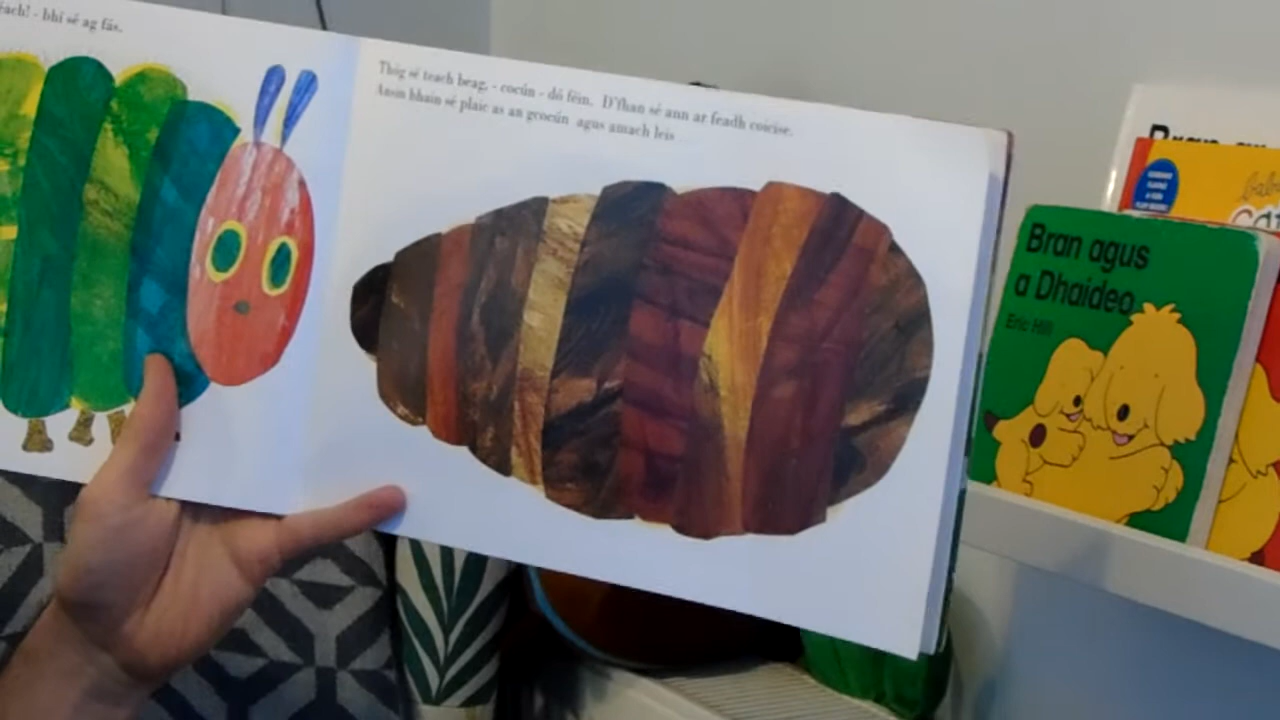 - bhí sé ag fás.
Thóg sé teach beag, - cocún - dó féin. D'fhan sé ann ar feadh coicíse.
Ansin bhain sé plaic as an gcocún agus amach leis
Bran agus
a Dhaideo
Eric Hill